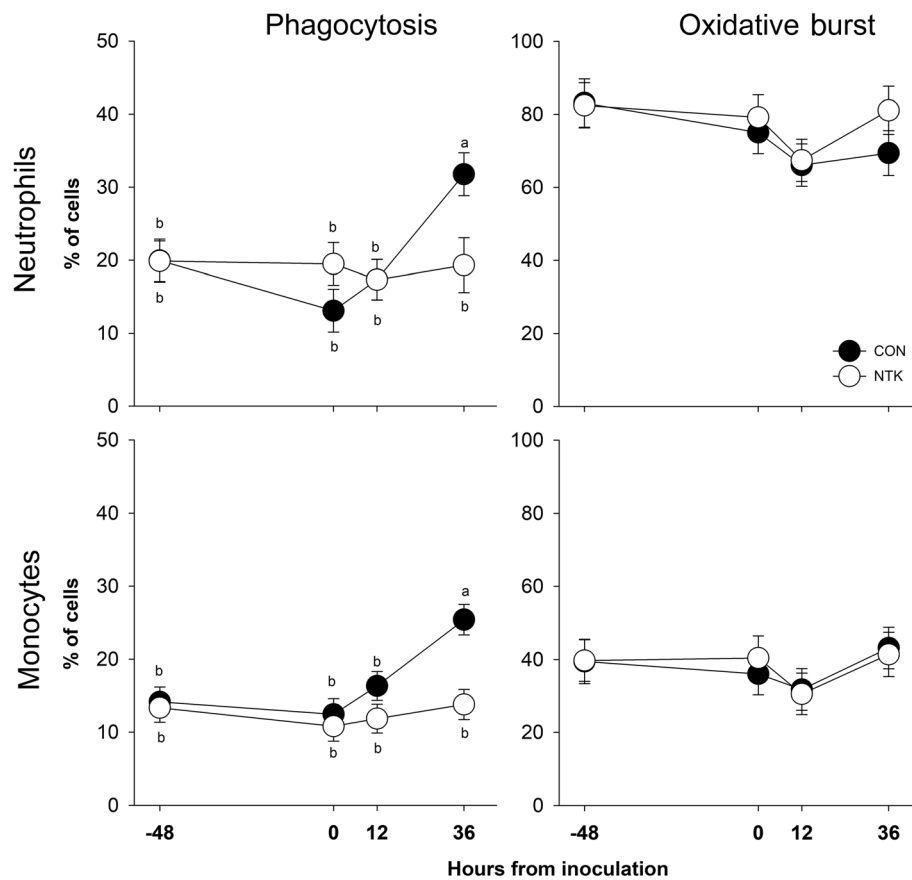 Phagocytosis
Oxidative burst
Neutrophils
% of cells
50
40
30
20
10
0
b
b
b
b
b
b
a
b
100
80
60
40
20
0
CON
NTK
Monocytes
% of cells
50
40
30
20
10
0
b
b
b
b
b
b
a
b
-48
0
12
36
100
80
60
40
20
0
-48
0
12
36
Hours from inoculation